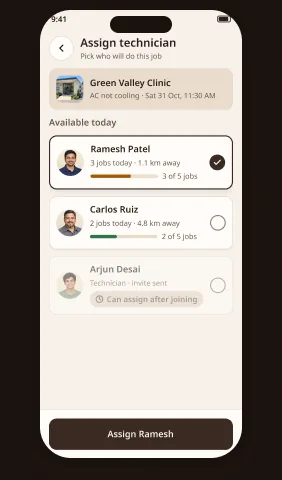 9:41
Assign technician
Pick who will do this job
Green Valley Clinic
AC not cooling · Sat 31 Oct, 11:30 AM
Available today
Ramesh Patel
3 jobs today · 1.1 km away
3 of 5 jobs
Carlos Ruiz
2 jobs today · 4.8 km away
2 of 5 jobs
Arjun Desai
Technician · invite sent
Can assign after joining
Assign Ramesh